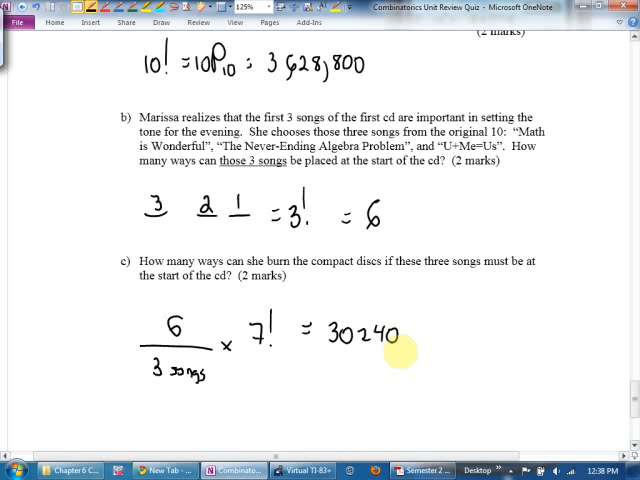 Combinatorics Unit Review Quiz - Microsoft OneNote
125%
File Home Insert Share Draw Review View Add-Ins
(2 marks)
10! = 10P10 = 3,628,800
b) Marissa realizes that the first 3 songs of the first cd are important in setting the
tone for the evening. She chooses those three songs from the original 10: “Math
is Wonderful”, “The Never-Ending Algebra Problem”, and “U+Me=Us”. How
many ways can those 3 songs be placed at the start of the cd? (2 marks)
3 2 1 = 3! = 6
c) How many ways can she burn the compact discs if these three songs must be at
the start of the cd? (2 marks)
6 × 7! = 30240
3 songs
Chapter 6 C... New Tab - ... Combinato... Virtual TI-83+ Semester 2 ... Desktop 12:38 PM